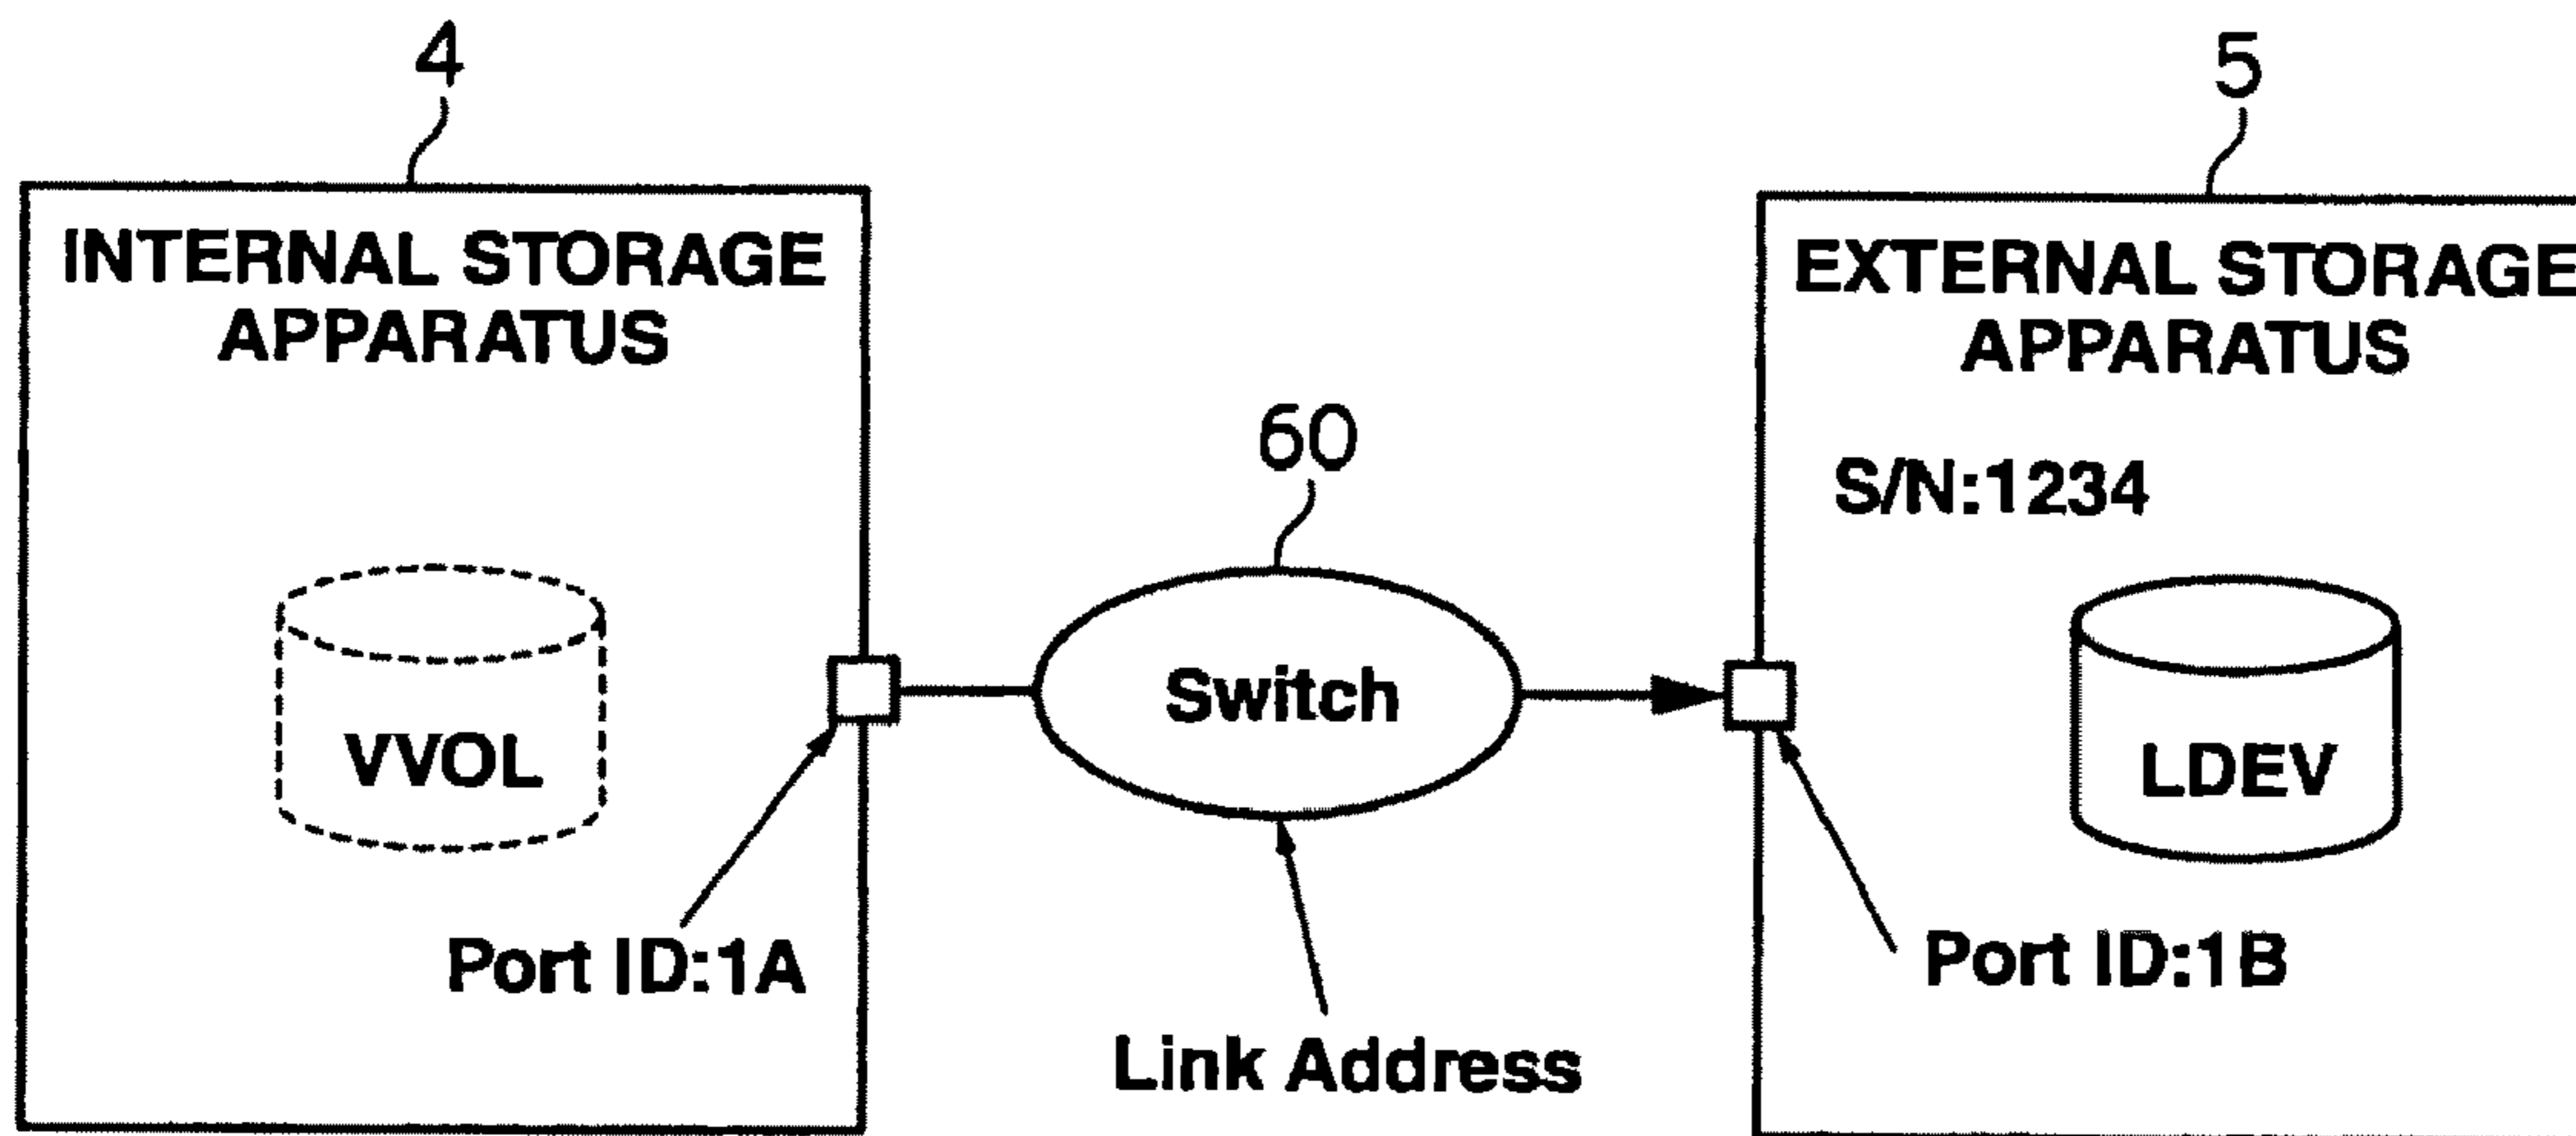 4
5
INTERNAL STORAGE
APPARATUS
EXTERNAL STORAGE
APPARATUS
60
S/N:1234
Switch
VVOL
LDEV
Port ID:1A
Port ID:1B
Link Address